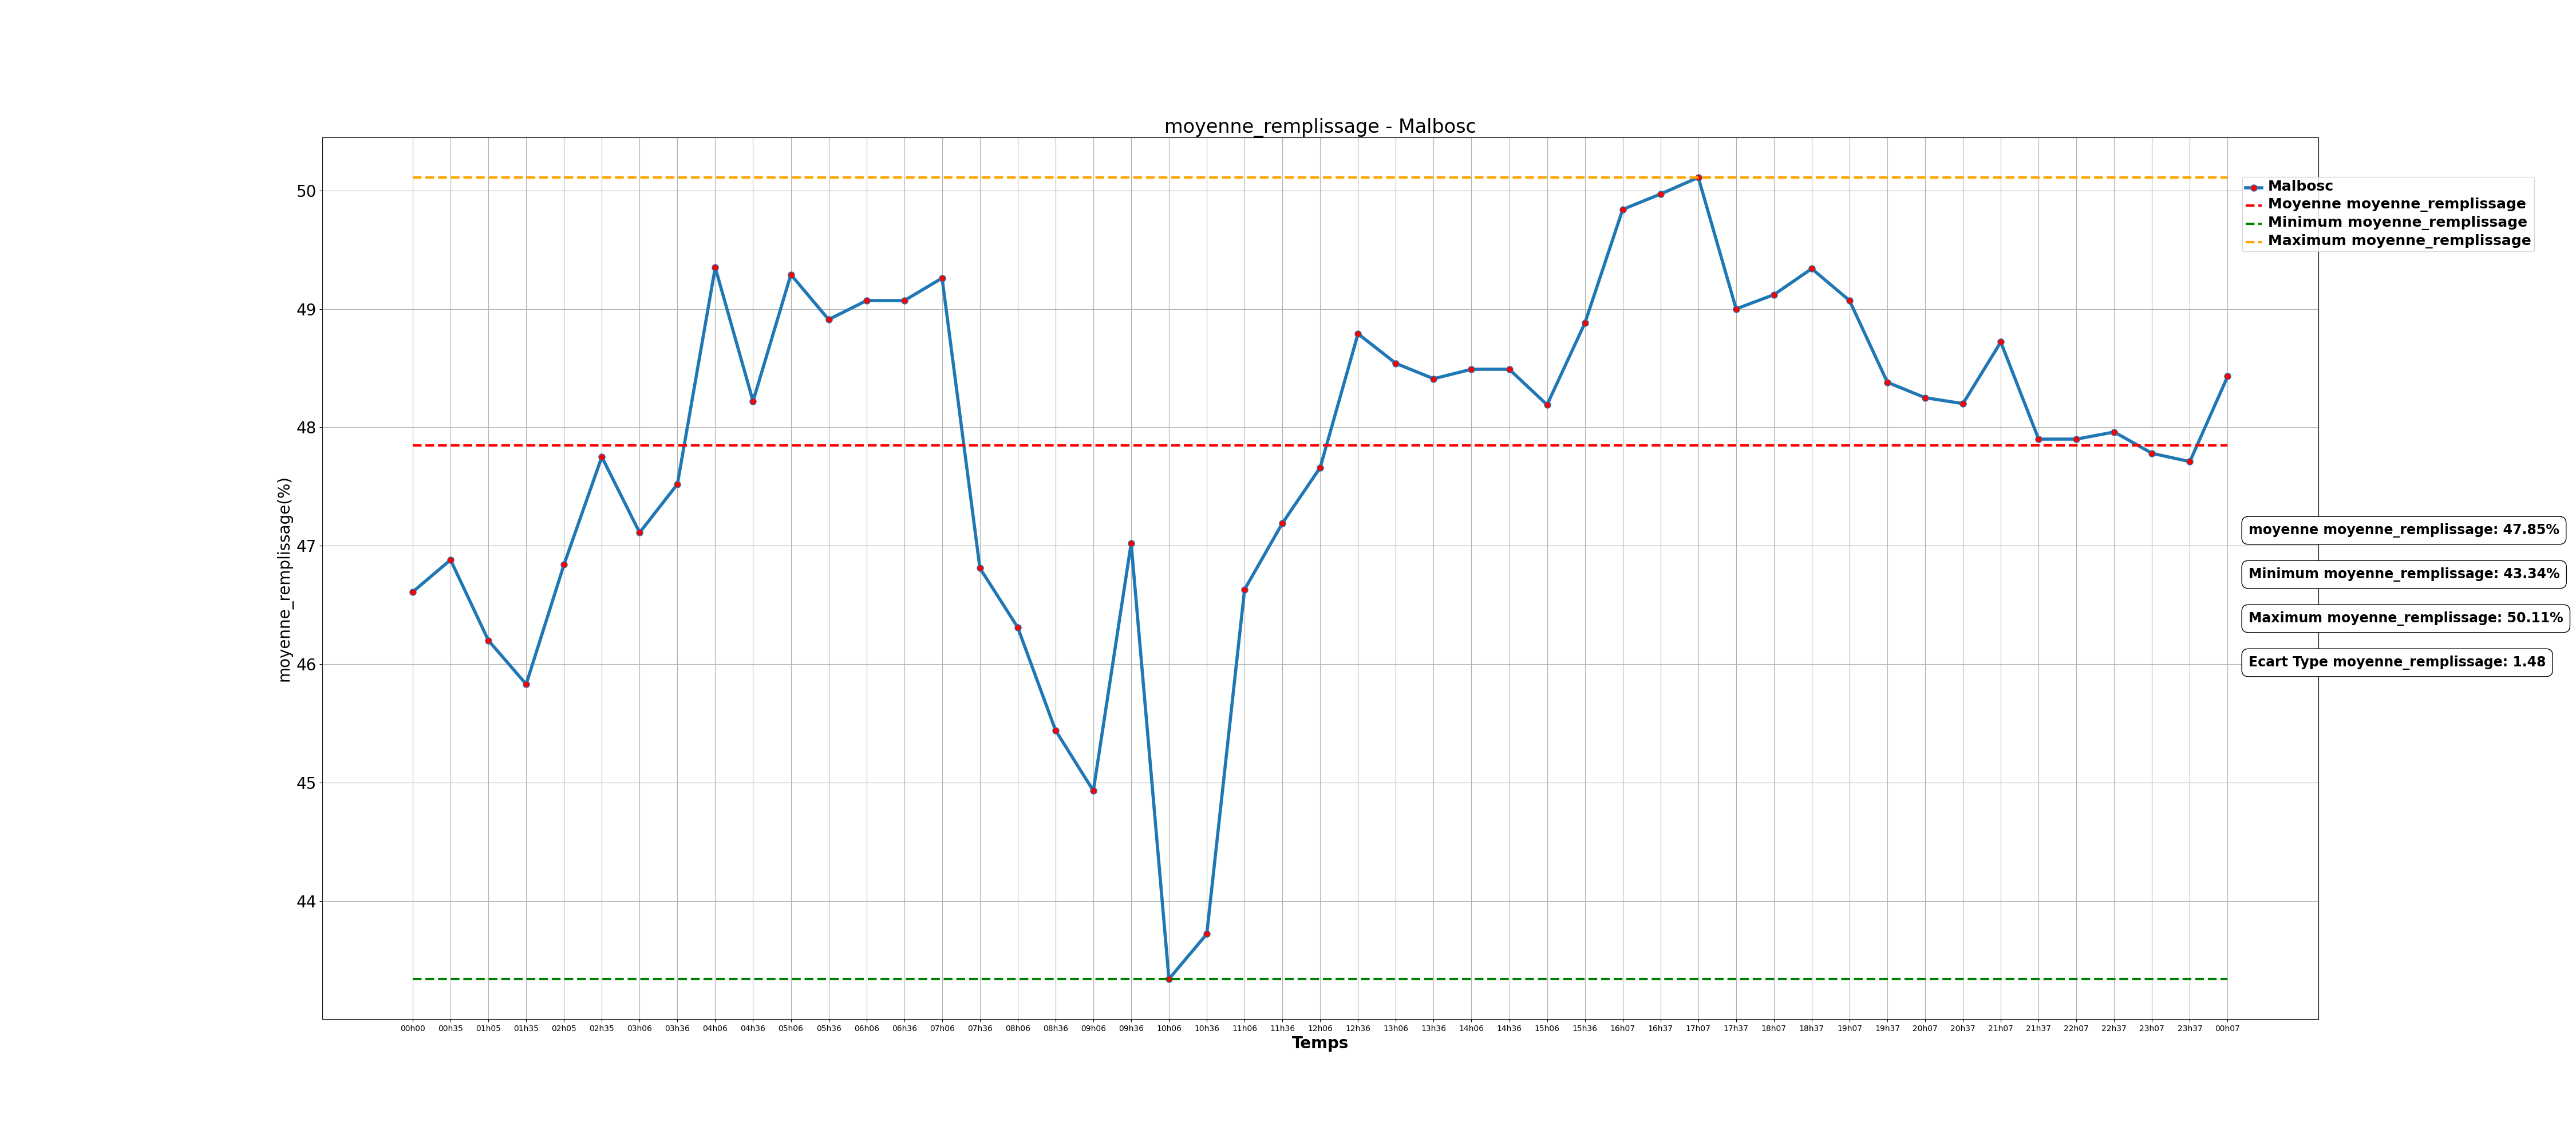 moyenne_remplissage - Malbosc
50
49
48
47
46
45
44
moyenne_remplissage(%)
Malbosc
Moyenne moyenne_remplissage
Minimum moyenne_remplissage
Maximum moyenne_remplissage
moyenne moyenne_remplissage: 47.85%
Minimum moyenne_remplissage: 43.34%
Maximum moyenne_remplissage: 50.11%
Ecart Type moyenne_remplissage: 1.48
00h00 00h35 01h05 01h35 02h05 02h35 03h06 03h36 04h06 04h36 05h06 05h36 06h06 06h36 07h06 07h36 08h06 08h36 09h06 09h36 10h06 10h36 11h06 11h36 12h06 12h36 13h06 13h36 14h06 14h36 15h06 15h36 16h07 16h37 17h07 17h37 18h07 18h37 19h07 19h37 20h07 20h37 21h07 21h37 22h07 22h37 23h07 23h37 00h07
Temps